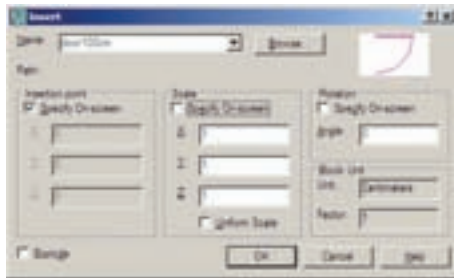 Insert
Name:
Browse...
Path:
Insertion point
Scale
Rotation
Specify On-screen
Specify On-screen
Specify On-screen
X:
X:
Angle:
Y:
Y:
Z:
Z:
Block Unit
Unit:
Centimeters
Factor:
Uniform Scale
Explode
OK
Cancel
Help